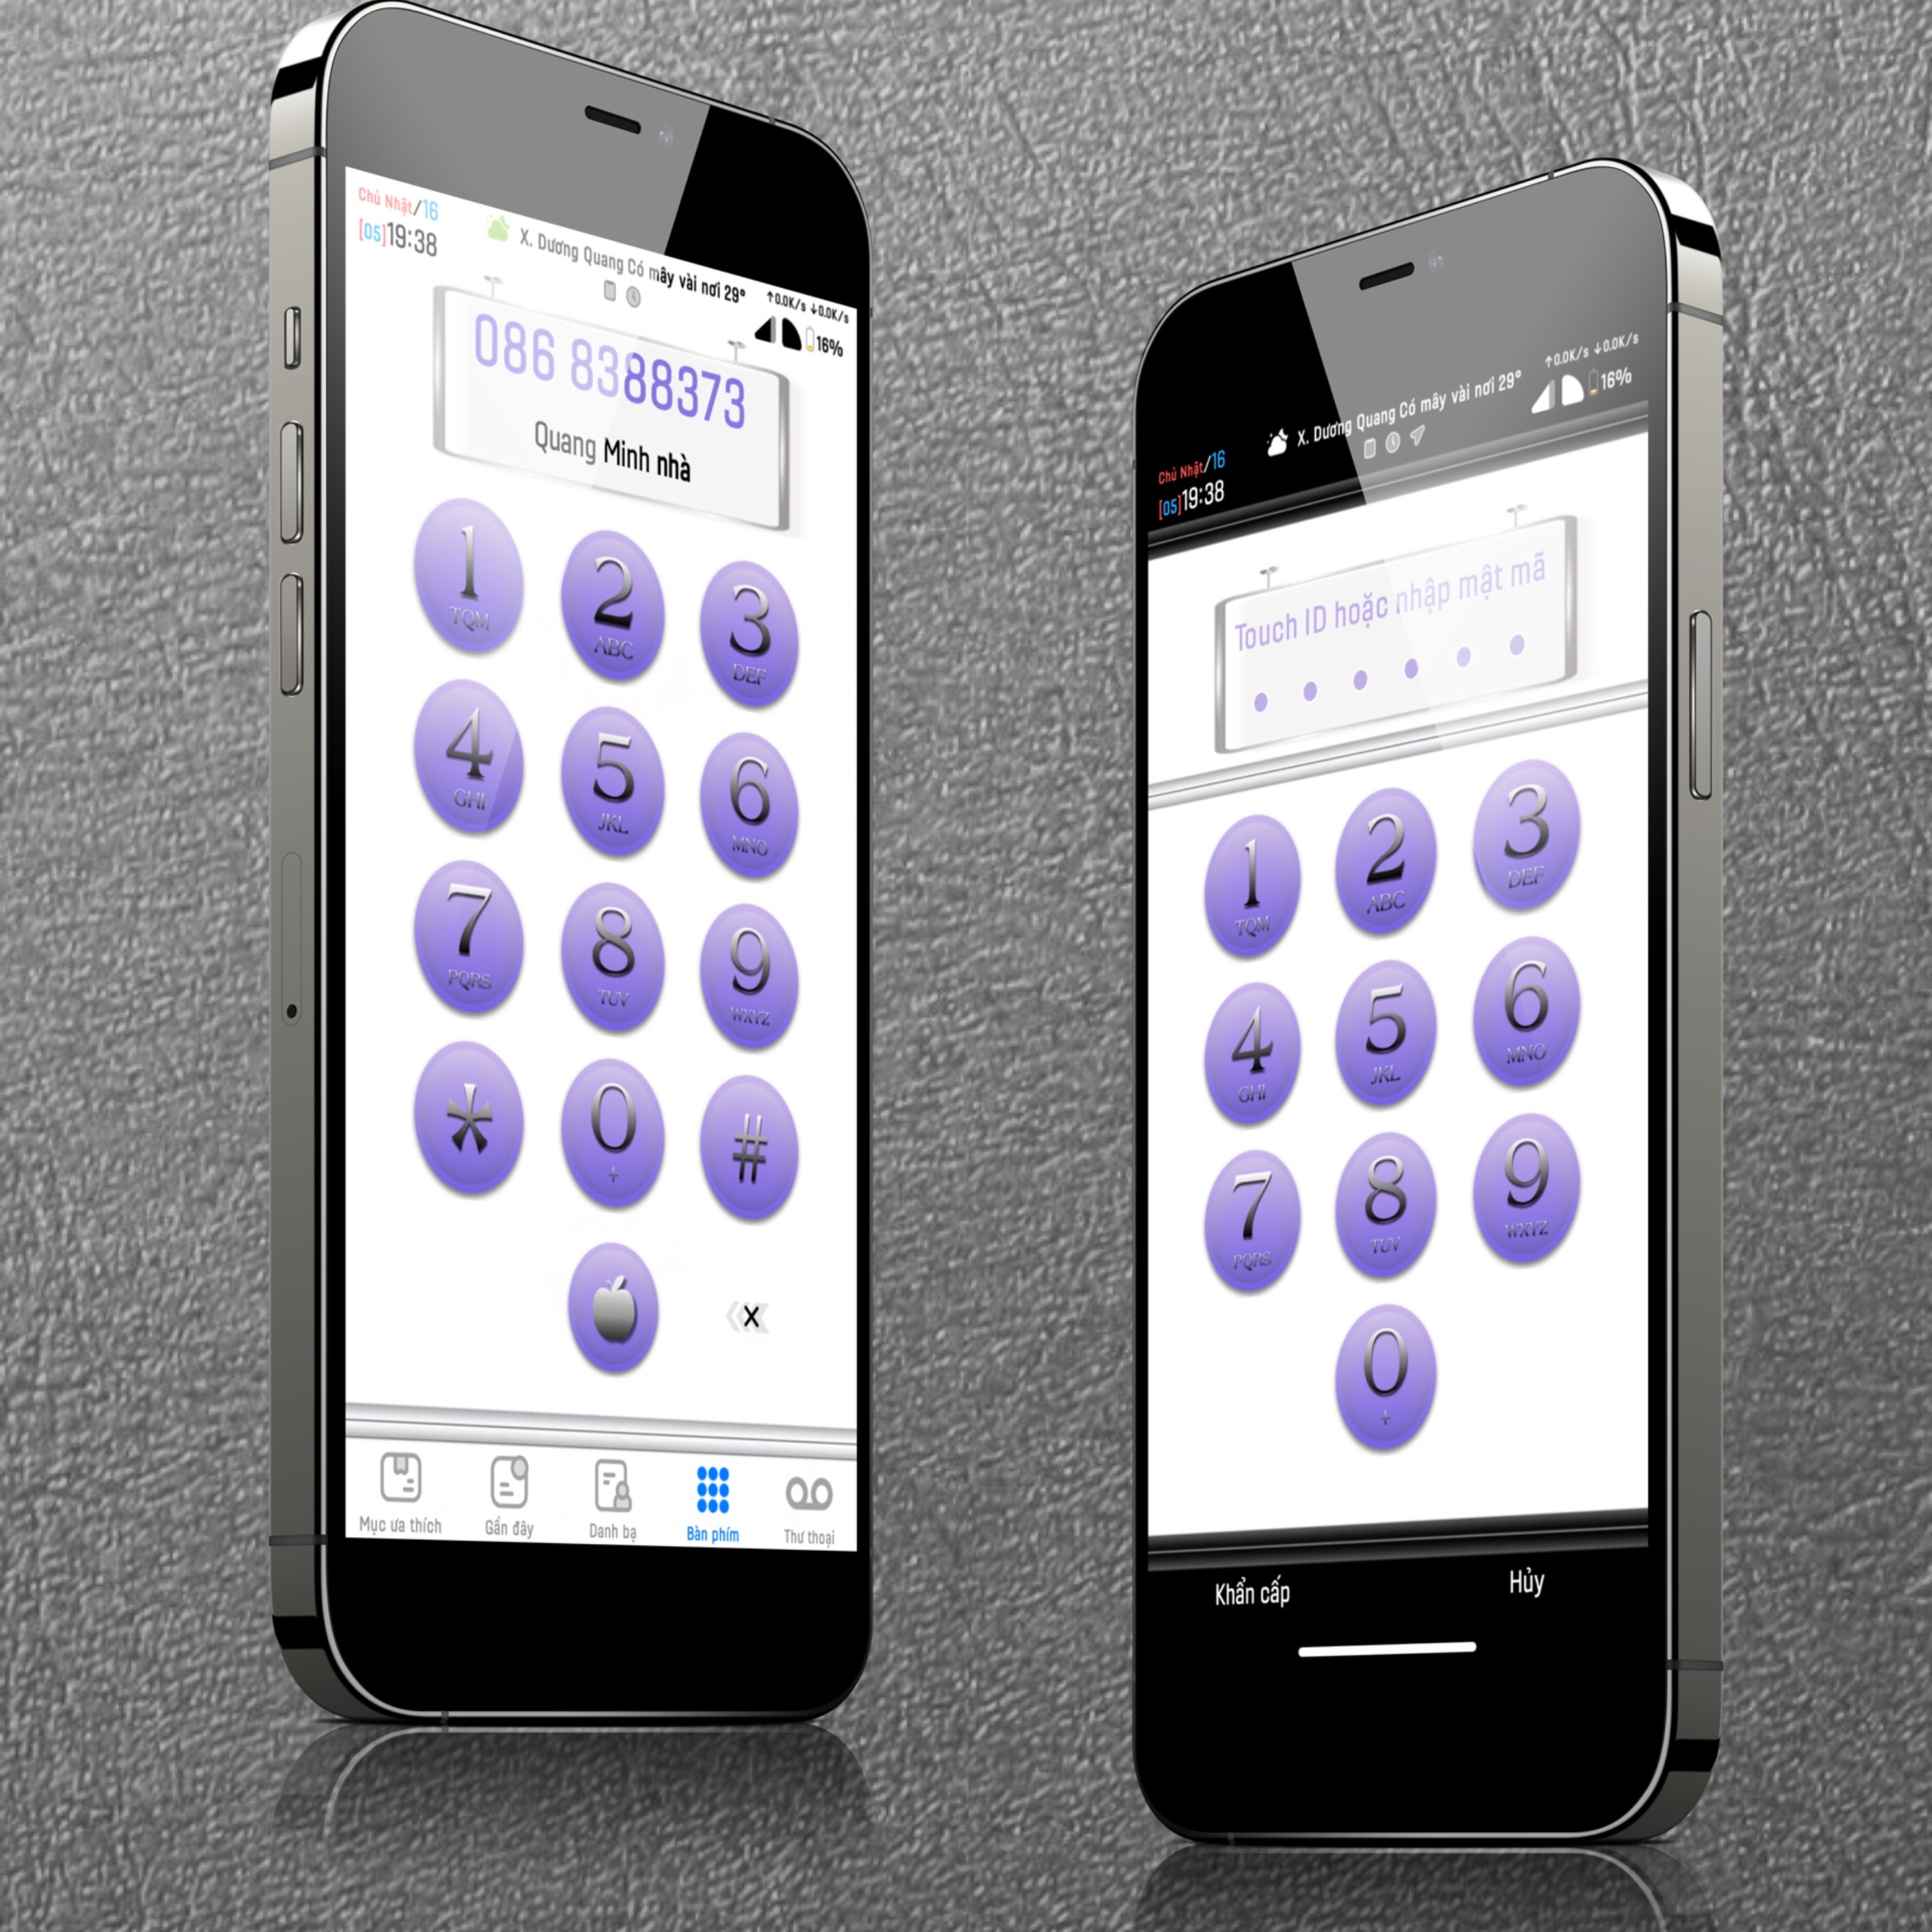 Chủ Nhật/16
[05]19:38
X. Dương Quang Có mây vài nơi 29°
↑0.0K/s ↓0.0K/s
16%
086 8388373
Quang Minh nhà
1
TQM
2
ABC
3
DEF
4
GHI
5
JKL
6
MNO
7
PQRS
8
TUV
9
WXYZ
*
0
+
#
X
Mục ưa thích
Gần đây
Danh bạ
Bàn phím
Thư thoại
↑0.0K/s ↓0.0K/s
X. Dương Quang Có mây vài nơi 29°
16%
Chủ Nhật/16
[05]19:38
Touch ID hoặc nhập mật mã
1
TQM
2
ABC
3
DEF
4
GHI
5
JKL
6
MNO
7
PQRS
8
TUV
9
WXYZ
0
+
Khẩn cấp
Hủy